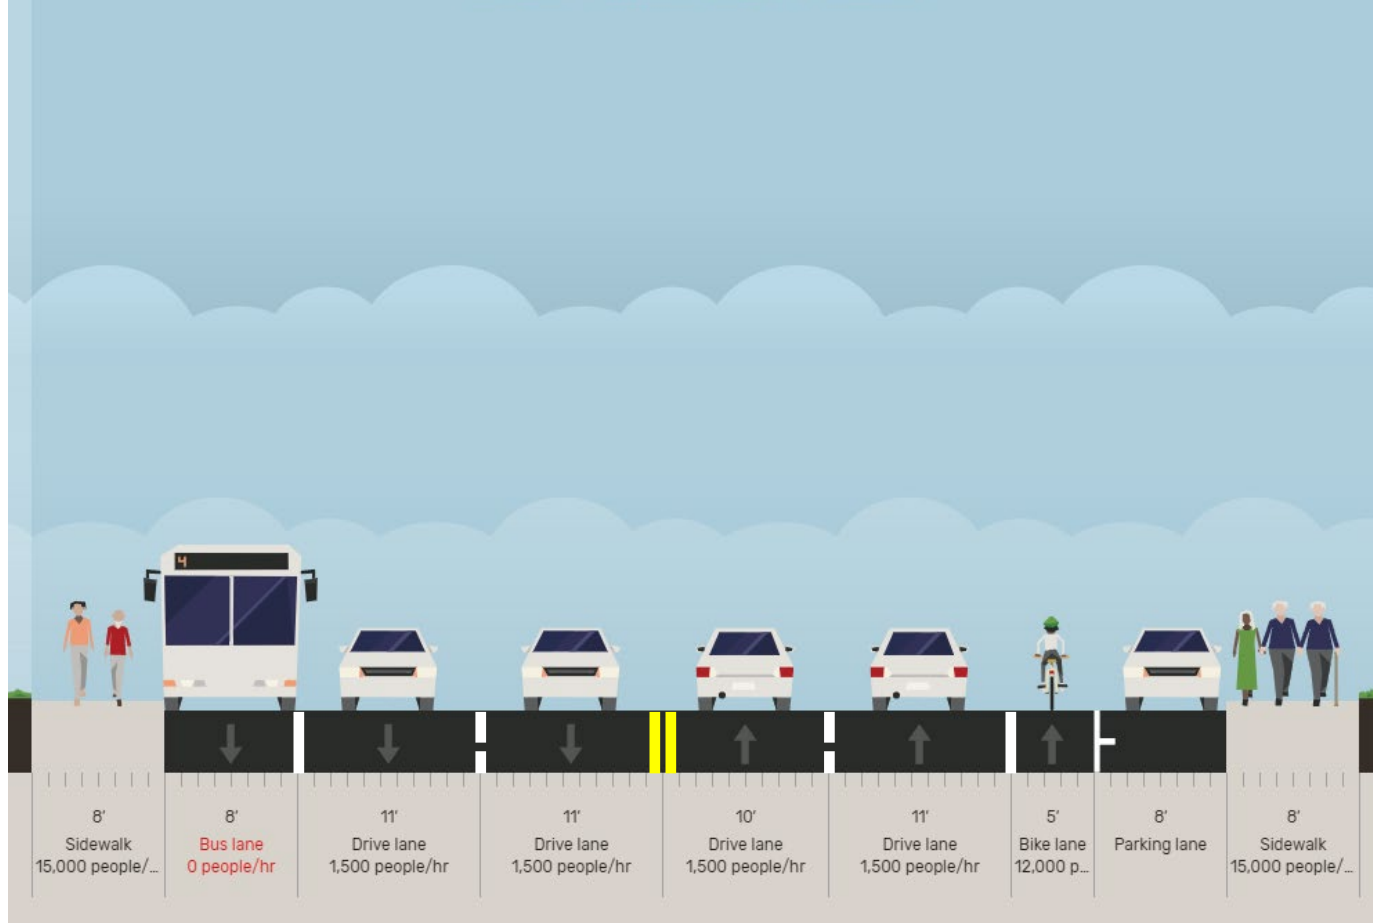 4
8'
Sidewalk
15,000 people/...
8'
Bus lane
0 people/hr
11'
Drive lane
1,500 people/hr
11'
Drive lane
1,500 people/hr
10'
Drive lane
1,500 people/hr
11'
Drive lane
1,500 people/hr
5'
Bike lane
12,000 p...
8'
Parking lane
8'
Sidewalk
15,000 people/...